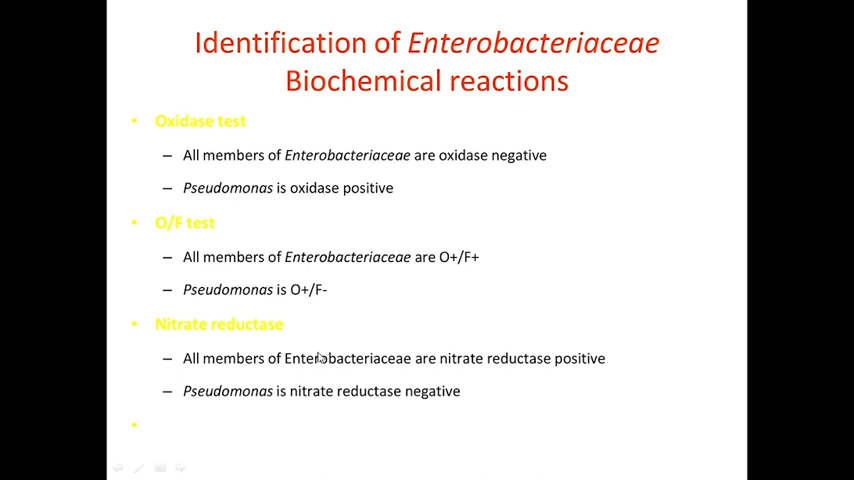 Identification of Enterobacteriaceae
Biochemical reactions
• Oxidase test
– All members of Enterobacteriaceae are oxidase negative
– Pseudomonas is oxidase positive
• O/F test
– All members of Enterobacteriaceae are O+/F+
– Pseudomonas is O+/F-
• Nitrate reductase
– All members of Enterobacteriaceae are nitrate reductase positive
– Pseudomonas is nitrate reductase negative
•